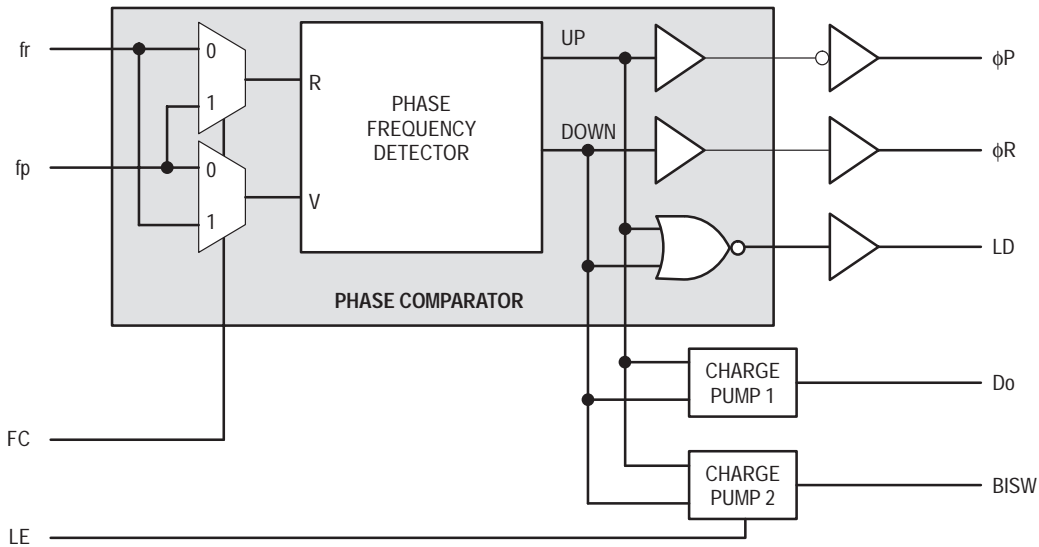 fr
0
1
R
fp
0
1
V
PHASE
FREQUENCY
DETECTOR
UP
DOWN
ϕP
ϕR
LD
PHASE COMPARATOR
CHARGE
PUMP 1
Do
FC
CHARGE
PUMP 2
BISW
LE